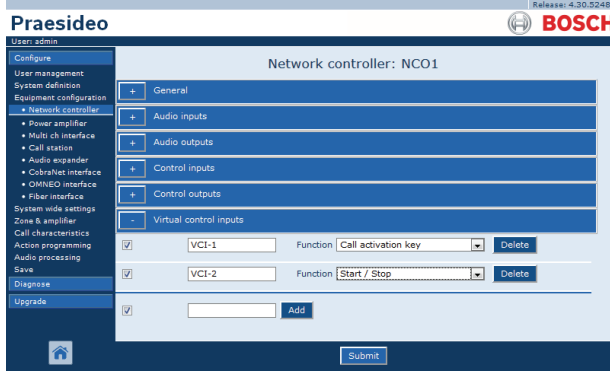 Release: 4.30.5248
Praesideo
BOSCH
User: admin
Configure
User management
System definition
Equipment configuration
• Network controller
• Power amplifier
• Multi ch interface
• Call station
• Audio expander
• CobraNet interface
• OMNEO interface
• Fiber interface
System wide settings
Zone & amplifier
Call characteristics
Action programming
Audio processing
Save
Diagnose
Upgrade
Network controller: NCO1
+ General
+ Audio inputs
+ Audio outputs
+ Control inputs
+ Control outputs
- Virtual control inputs
VCI-1 Function Call activation key Delete
VCI-2 Function Start / Stop Delete
Add
Submit